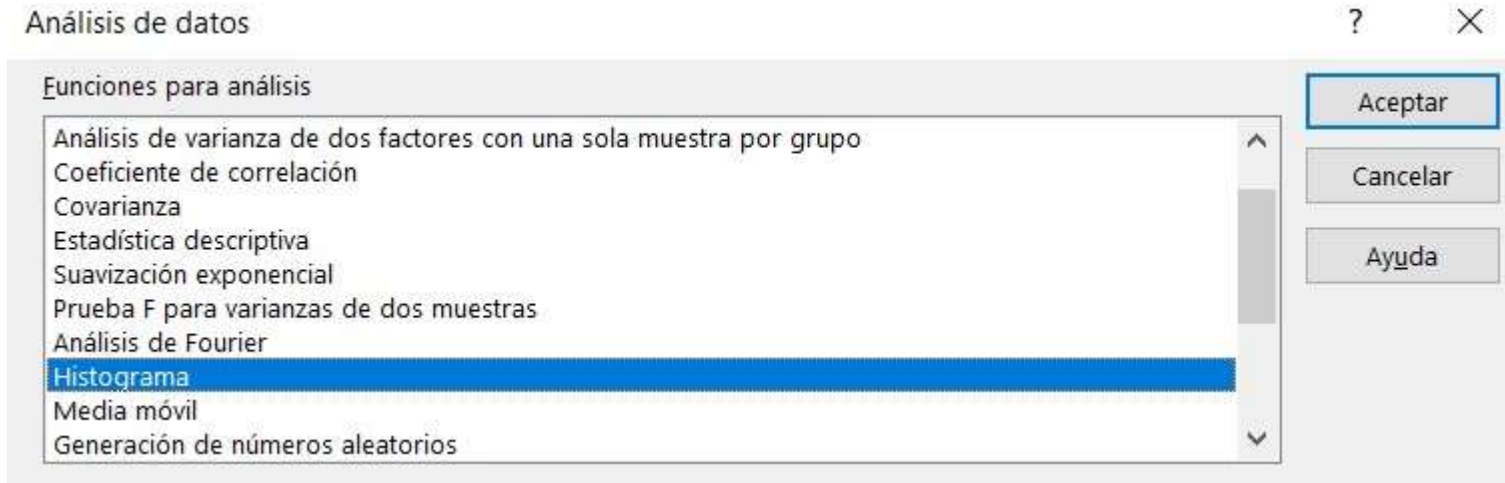 Análisis de datos
? ×
Funciones para análisis
Análisis de varianza de dos factores con una sola muestra por grupo
Coeficiente de correlación
Covarianza
Estadística descriptiva
Suavización exponencial
Prueba F para varianzas de dos muestras
Análisis de Fourier
Histograma
Media móvil
Generación de números aleatorios
Aceptar
Cancelar
Ayuda